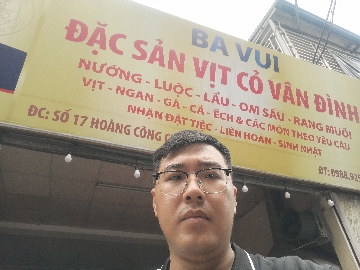 BA VUI
ĐẶC SẢN VỊT CỎ VÂN ĐÌNH
NƯỚNG - LUỘC - LẨU - OM SẤU - RANG MUỐI
VỊT - NGAN - GÀ - CÁ - ẾCH & CÁC MÓN THEO YÊU CẦU
NHẬN ĐẶT TIỆC - LIÊN HOAN - SINH NHẬT
ĐC: SỐ 17 HOÀNG CÔNG
ĐT: 0988.925